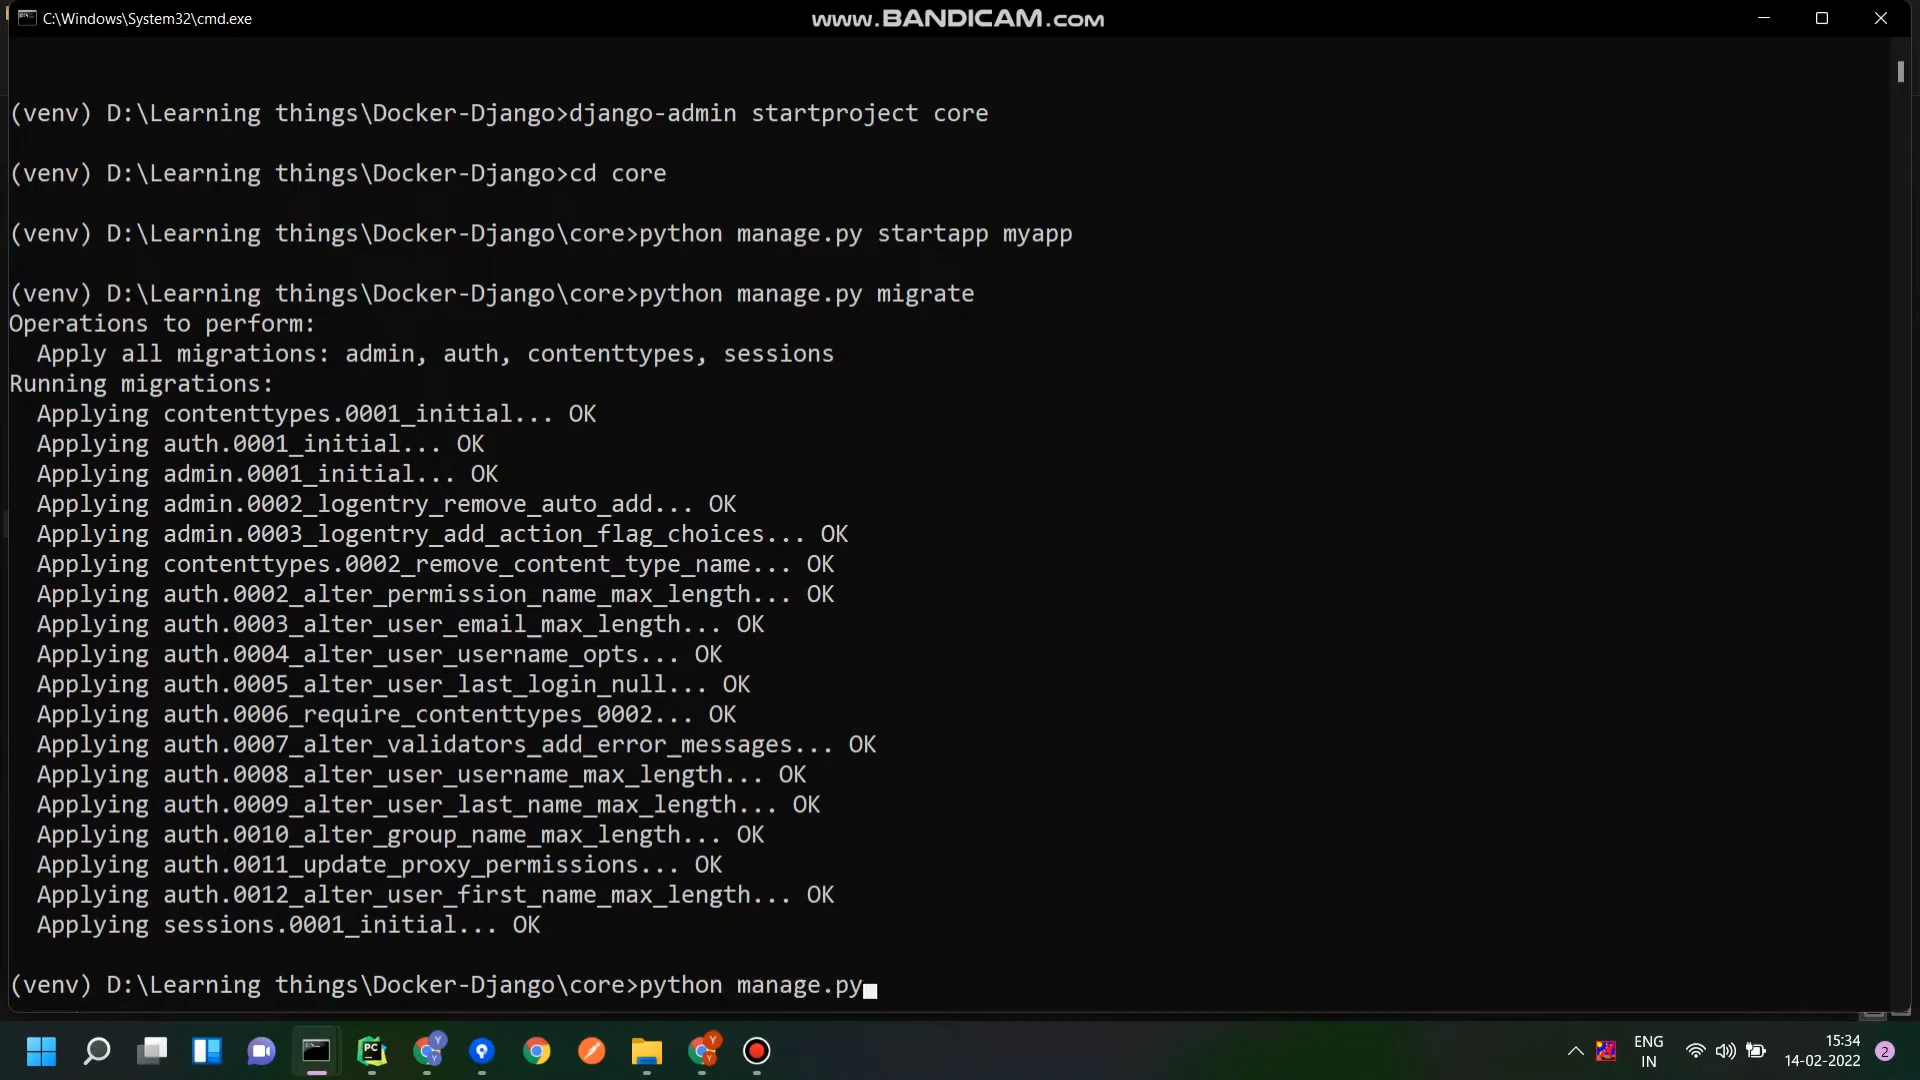 C:\Windows\System32\cmd.exe
www.BANDICAM.com
(venv) D:\Learning things\Docker-Django>django-admin startproject core
(venv) D:\Learning things\Docker-Django>cd core
(venv) D:\Learning things\Docker-Django\core>python manage.py startapp myapp
(venv) D:\Learning things\Docker-Django\core>python manage.py migrate
Operations to perform:
  Apply all migrations: admin, auth, contenttypes, sessions
Running migrations:
  Applying contenttypes.0001_initial... OK
  Applying auth.0001_initial... OK
  Applying admin.0001_initial... OK
  Applying admin.0002_logentry_remove_auto_add... OK
  Applying admin.0003_logentry_add_action_flag_choices... OK
  Applying contenttypes.0002_remove_content_type_name... OK
  Applying auth.0002_alter_permission_name_max_length... OK
  Applying auth.0003_alter_user_email_max_length... OK
  Applying auth.0004_alter_user_username_opts... OK
  Applying auth.0005_alter_user_last_login_null... OK
  Applying auth.0006_require_contenttypes_0002... OK
  Applying auth.0007_alter_validators_add_error_messages... OK
  Applying auth.0008_alter_user_username_max_length... OK
  Applying auth.0009_alter_user_last_name_max_length... OK
  Applying auth.0010_alter_group_name_max_length... OK
  Applying auth.0011_update_proxy_permissions... OK
  Applying auth.0012_alter_user_first_name_max_length... OK
  Applying sessions.0001_initial... OK
(venv) D:\Learning things\Docker-Django\core>python manage.py
PC
Y
Y
ENG
IN
15:34
14-02-2022
2